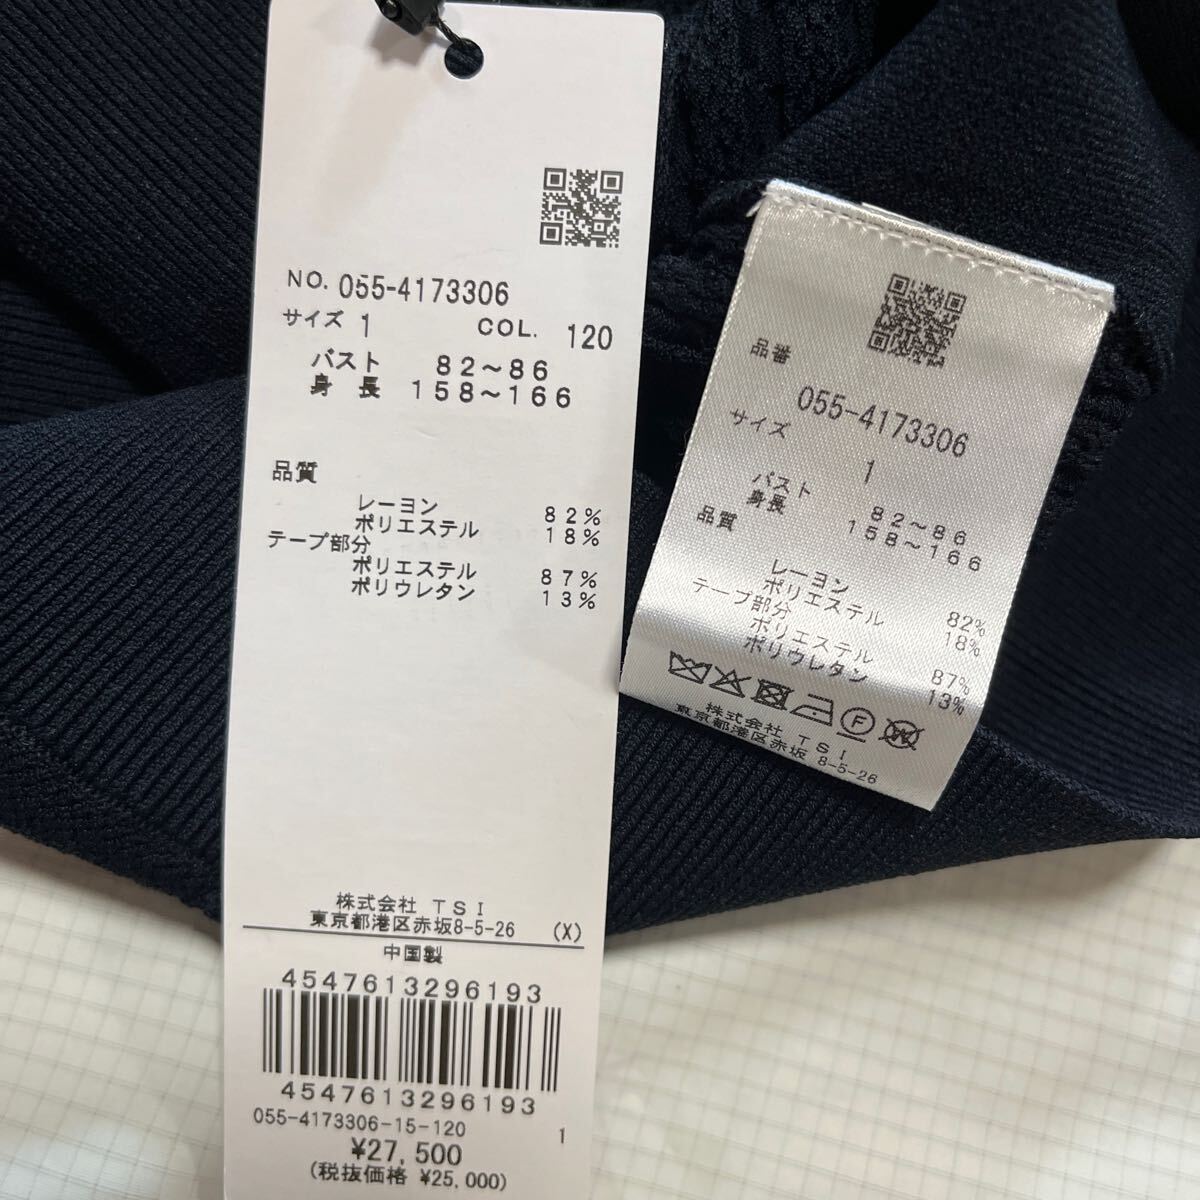 NO. 055-4173306
サイズ 1 COL. 120
バスト 82～86
身長 158～166
品質
レーヨン 82%
ポリエステル 18%
テープ部分
ポリエステル 87%
ポリウレタン 13%
株式会社 TSI
東京都港区赤坂8-5-26 (X)
中国製
4547613296193
4547613296193
055-4173306-15-120 1
¥27,500
(税抜価格 ¥25,000)
品番
055-4173306
サイズ
1
バスト 82～86
身長 158～166
品質
レーヨン 82%
ポリエステル 18%
テープ部分
ポリエステル 87%
ポリウレタン 13%
F W
株式会社 TSI
東京都港区赤坂 8-5-26